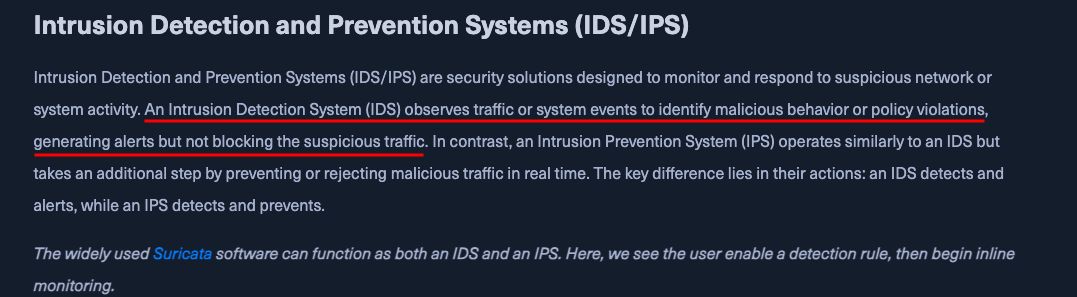 Intrusion Detection and Prevention Systems (IDS/IPS)
Intrusion Detection and Prevention Systems (IDS/IPS) are security solutions designed to monitor and respond to suspicious network or
system activity. An Intrusion Detection System (IDS) observes traffic or system events to identify malicious behavior or policy violations,
generating alerts but not blocking the suspicious traffic. In contrast, an Intrusion Prevention System (IPS) operates similarly to an IDS but
takes an additional step by preventing or rejecting malicious traffic in real time. The key difference lies in their actions: an IDS detects and
alerts, while an IPS detects and prevents.
The widely used Suricata software can function as both an IDS and an IPS. Here, we see the user enable a detection rule, then begin inline
monitoring.